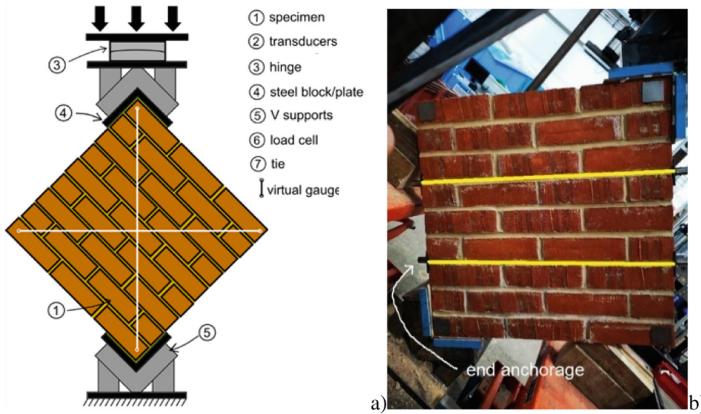 ① specimen
② transducers
③ hinge
④ steel block/plate
⑤ V supports
⑥ load cell
⑦ tie
virtual gauge
③
④
①
⑤
end anchorage
a)
b)